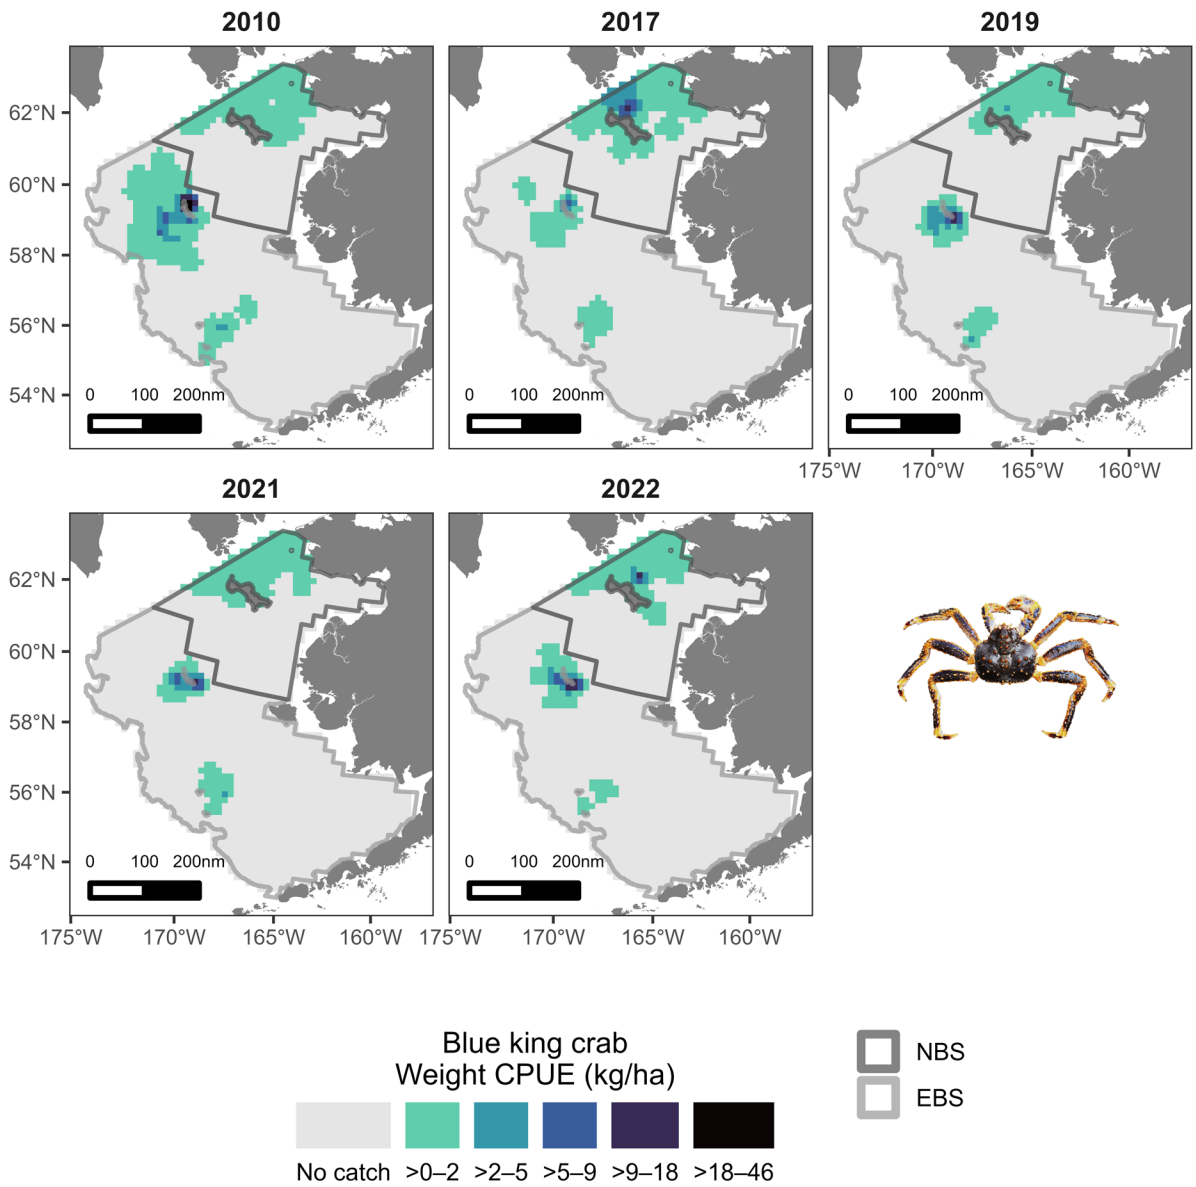 2010
2017
2019
62°N
60°N
58°N
56°N
54°N
0 100 200nm
0 100 200nm
0 100 200nm
175°W 170°W 165°W 160°W
2021
2022
62°N
60°N
58°N
56°N
54°N
0 100 200nm
0 100 200nm
175°W 170°W 165°W 160°W
175°W 170°W 165°W 160°W
Blue king crab
Weight CPUE (kg/ha)
No catch >0–2 >2–5 >5–9 >9–18 >18–46
NBS
EBS